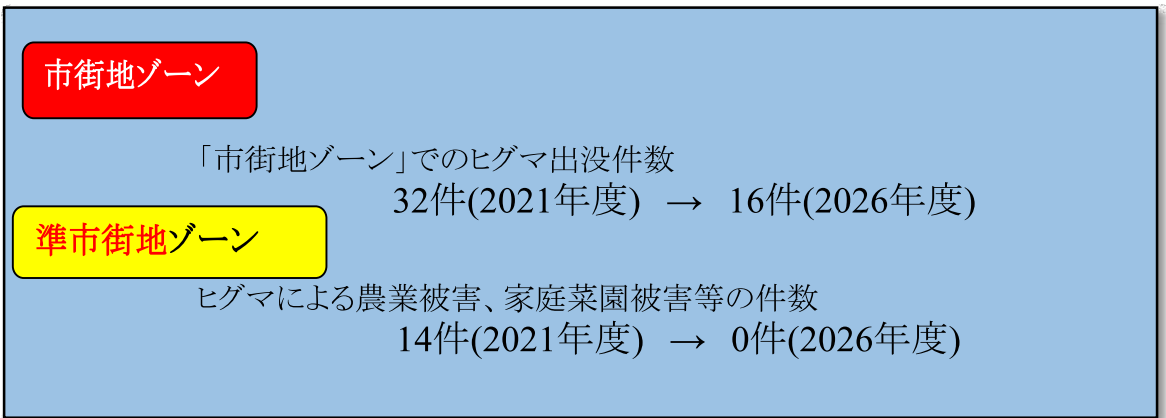 市街地ゾーン
「市街地ゾーン」でのヒグマ出没件数
32件(2021年度) → 16件(2026年度)
準市街地ゾーン
ヒグマによる農業被害、家庭菜園被害等の件数
14件(2021年度) → 0件(2026年度)